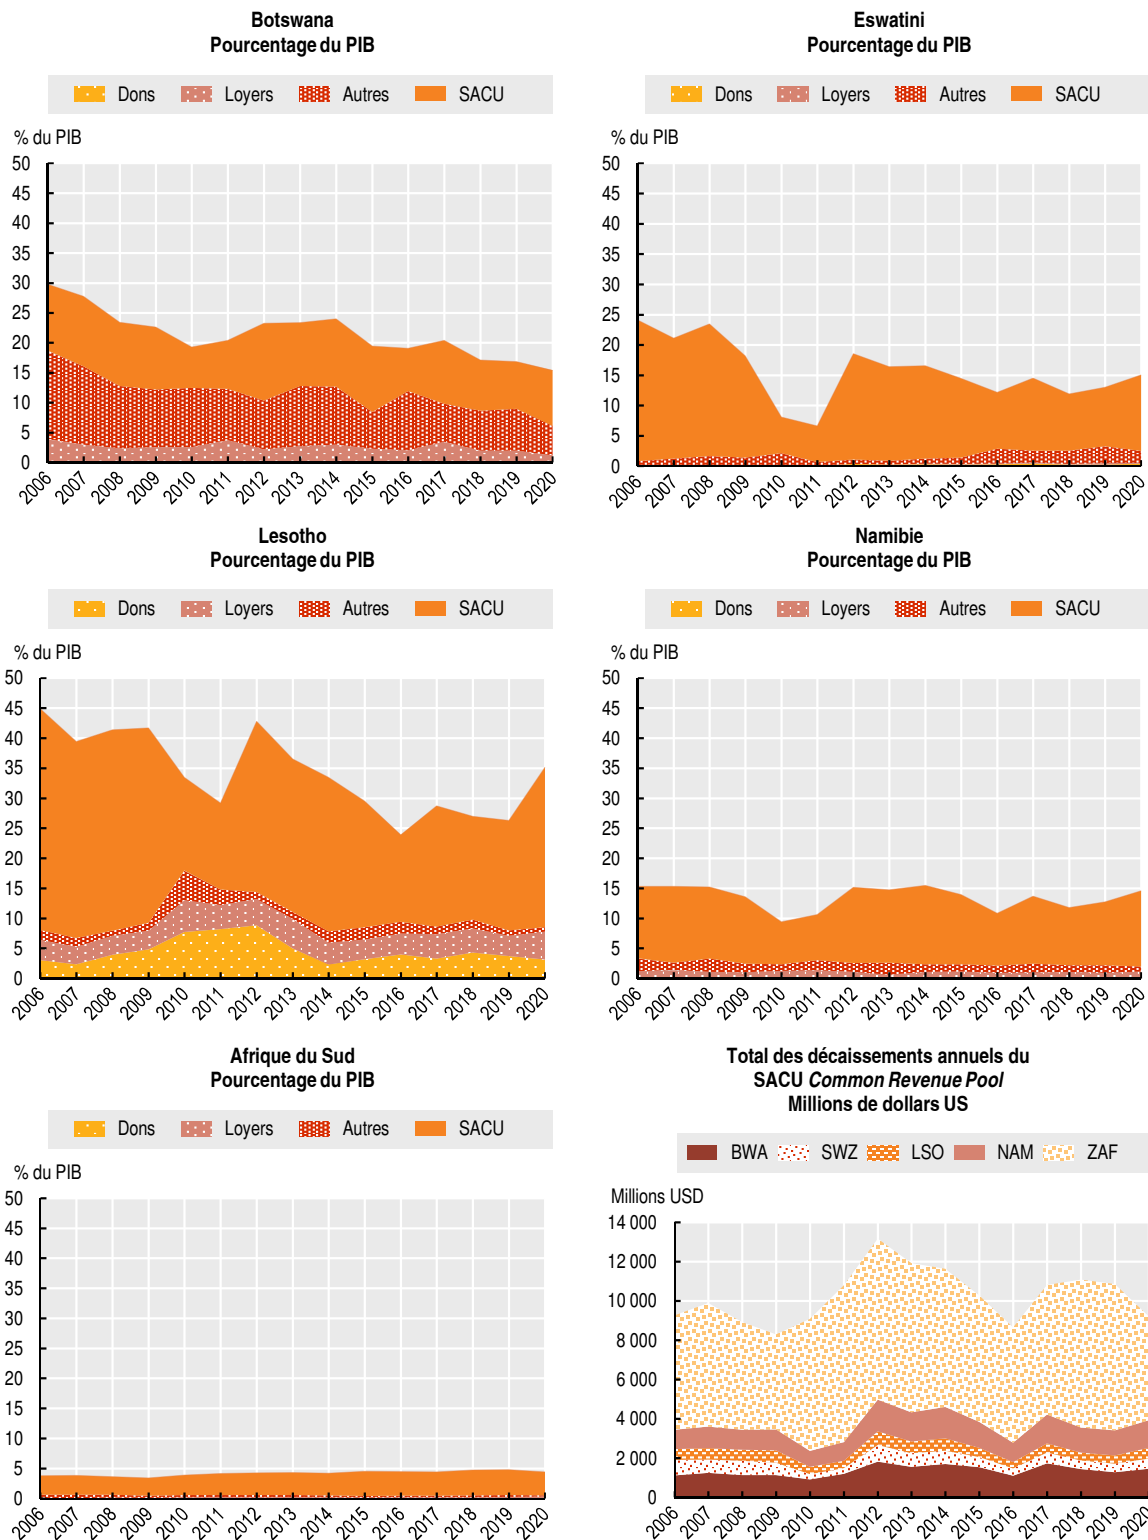 Botswana
Pourcentage du PIB
Dons Loyers Autres SACU
% du PIB
50
45
40
35
30
25
20
15
10
5
0
2006 2007 2008 2009 2010 2011 2012 2013 2014 2015 2016 2017 2018 2019 2020
Eswatini
Pourcentage du PIB
Dons Loyers Autres SACU
% du PIB
50
45
40
35
30
25
20
15
10
5
0
2006 2007 2008 2009 2010 2011 2012 2013 2014 2015 2016 2017 2018 2019 2020
Lesotho
Pourcentage du PIB
Dons Loyers Autres SACU
% du PIB
50
45
40
35
30
25
20
15
10
5
0
2006 2007 2008 2009 2010 2011 2012 2013 2014 2015 2016 2017 2018 2019 2020
Namibie
Pourcentage du PIB
Dons Loyers Autres SACU
% du PIB
50
45
40
35
30
25
20
15
10
5
0
2006 2007 2008 2009 2010 2011 2012 2013 2014 2015 2016 2017 2018 2019 2020
Afrique du Sud
Pourcentage du PIB
Dons Loyers Autres SACU
% du PIB
50
45
40
35
30
25
20
15
10
5
0
2006 2007 2008 2009 2010 2011 2012 2013 2014 2015 2016 2017 2018 2019 2020
Total des décaissements annuels du
SACU Common Revenue Pool
Millions de dollars US
BWA SWZ LSO NAM ZAF
Millions USD
14 000
12 000
10 000
8 000
6 000
4 000
2 000
0
2006 2007 2008 2009 2010 2011 2012 2013 2014 2015 2016 2017 2018 2019 2020